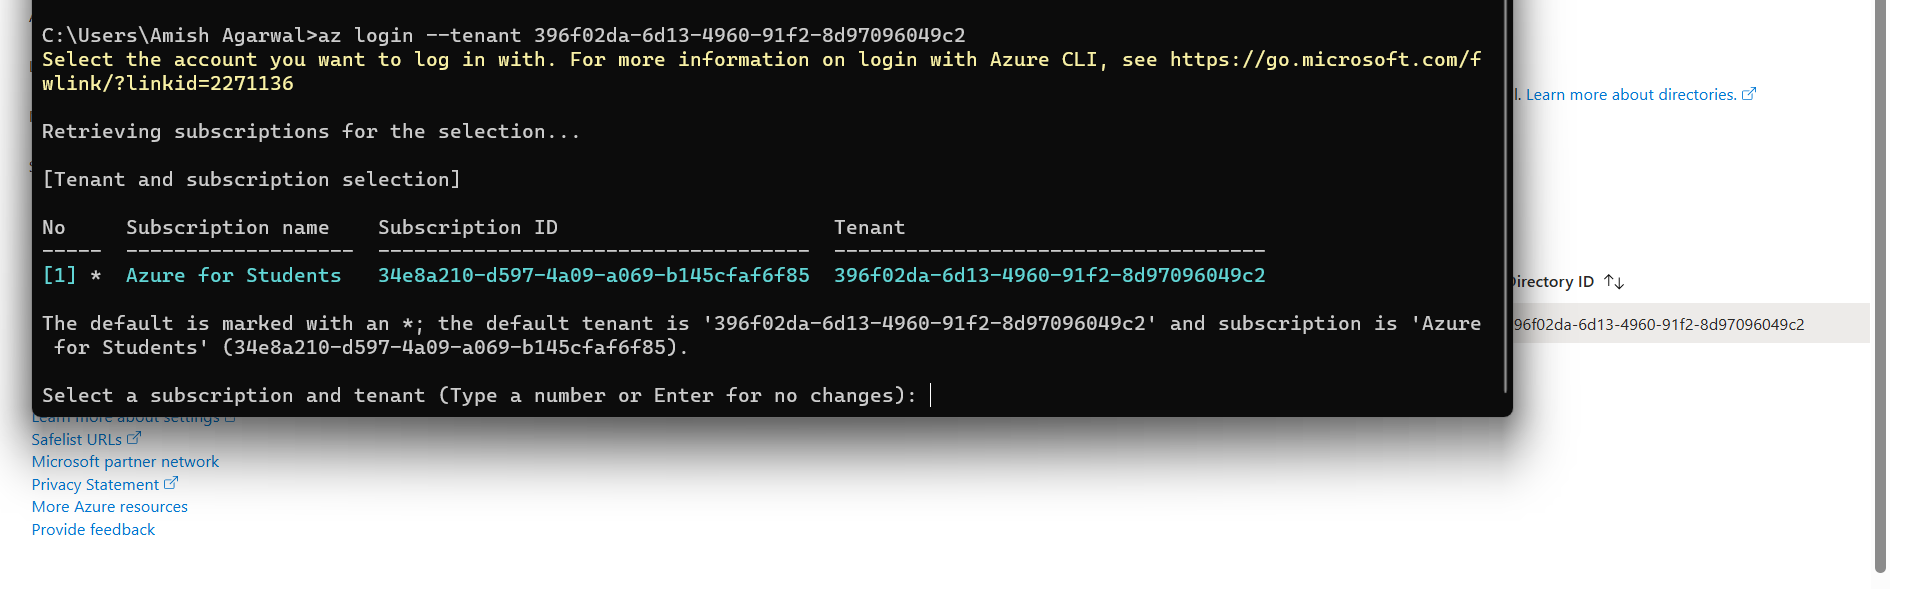 C:\Users\Amish Agarwal>az login --tenant 396f02da-6d13-4960-91f2-8d97096049c2
Select the account you want to log in with. For more information on login with Azure CLI, see https://go.microsoft.com/f
wlink/?linkid=2271136
l. Learn more about directories.
Retrieving subscriptions for the selection...
[Tenant and subscription selection]
No Subscription name Subscription ID Tenant
----- ------------------- ------------------------------------ ------------------------------------
[1] * Azure for Students 34e8a210-d597-4a09-a069-b145cfaf6f85 396f02da-6d13-4960-91f2-8d97096049c2
Directory ID ↑↓
The default is marked with an *; the default tenant is '396f02da-6d13-4960-91f2-8d97096049c2' and subscription is 'Azure
for Students' (34e8a210-d597-4a09-a069-b145cfaf6f85).
96f02da-6d13-4960-91f2-8d97096049c2
Select a subscription and tenant (Type a number or Enter for no changes):
Learn more about settings
Safelist URLs
Microsoft partner network
Privacy Statement
More Azure resources
Provide feedback